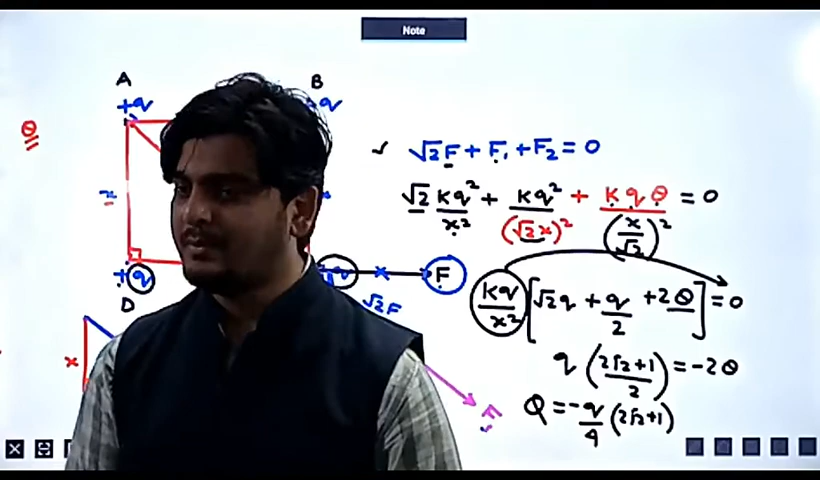 Note
A
B
+q
q
Q
√2F + F₁ + F₂ = 0
x
√2 kq²/x² + kq²/(√2x)² + kqQ/(x/√2)² = 0
+q
q
F
D
√2F
kq/x² [√2q + q/2 + 2Q] = 0
x
q(2√2+1/2) = -2Q
F
Q = -q/4 (2√2+1)